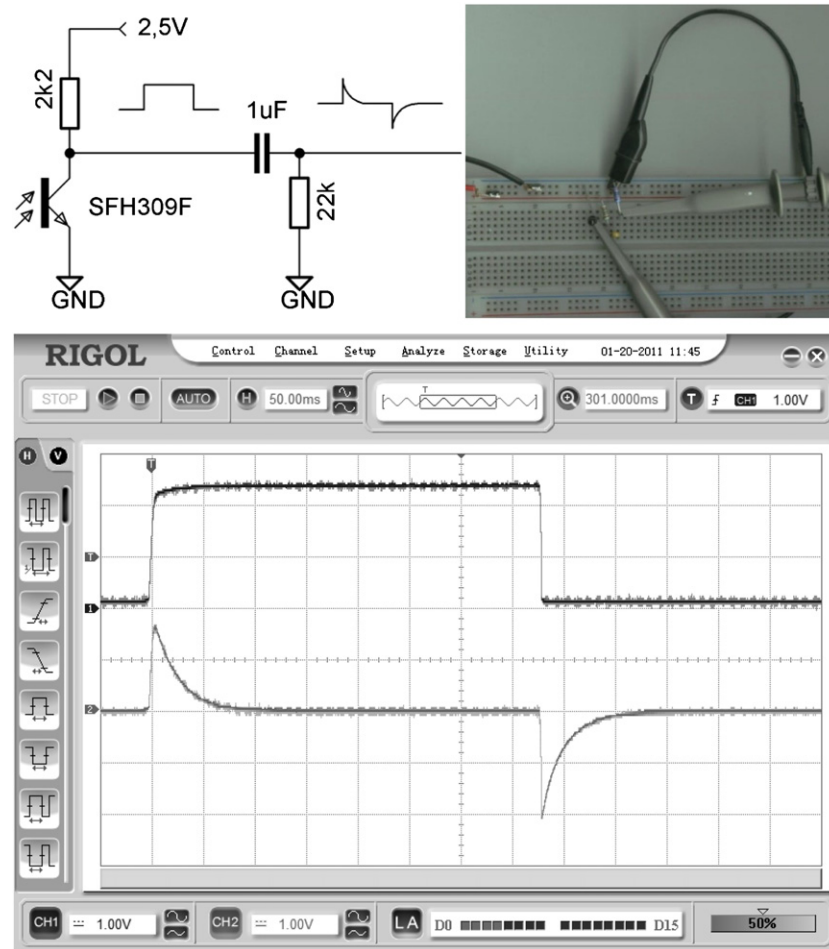 2,5V
2k2
1uF
SFH309F
22k
GND
GND
RIGOL
Control Channel Setup Analyze Storage Utility 01-20-2011 11:45
STOP AUTO H 50.00ms T 301.0000ms T CH1 1.00V
H V
T
T
1
2
CH1 1.00V CH2 1.00V LA D0 D15 50%